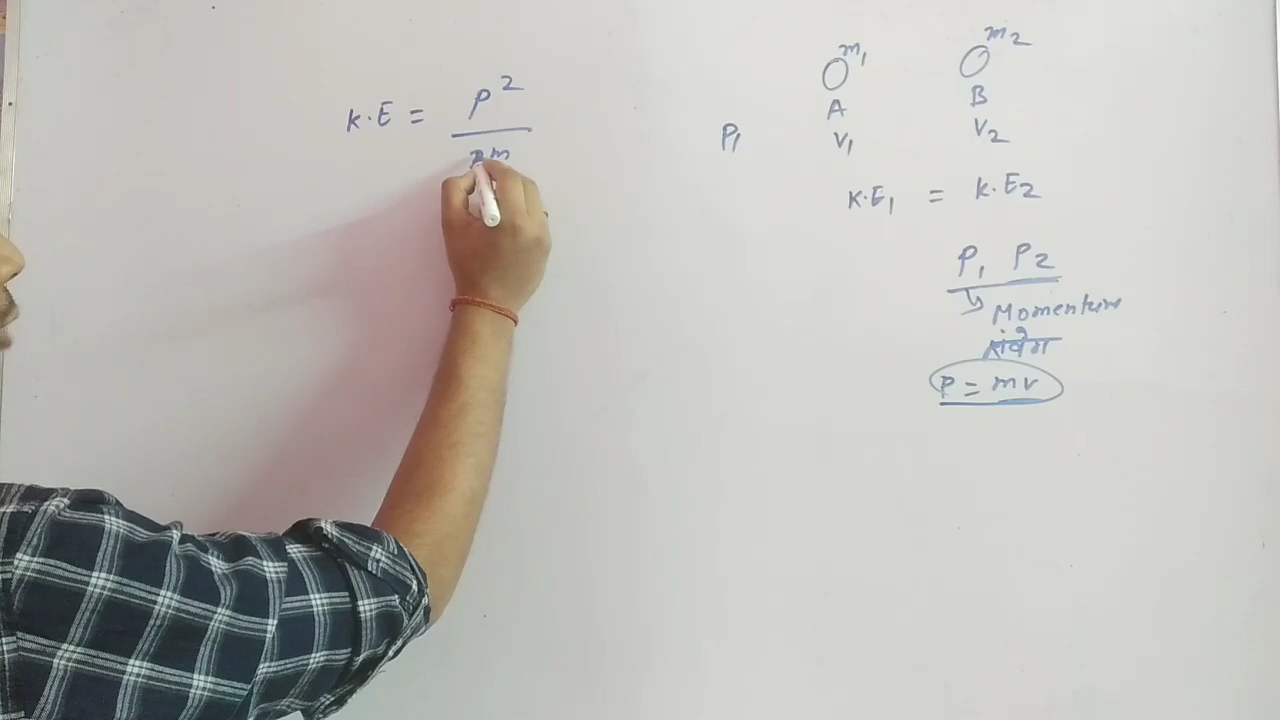 K.E = P²
2m
m₁ m₂
A B
P₁ V₁ V₂
K.E₁ = K.E₂
P₁ P₂
Momentum
संवेग
P = mv